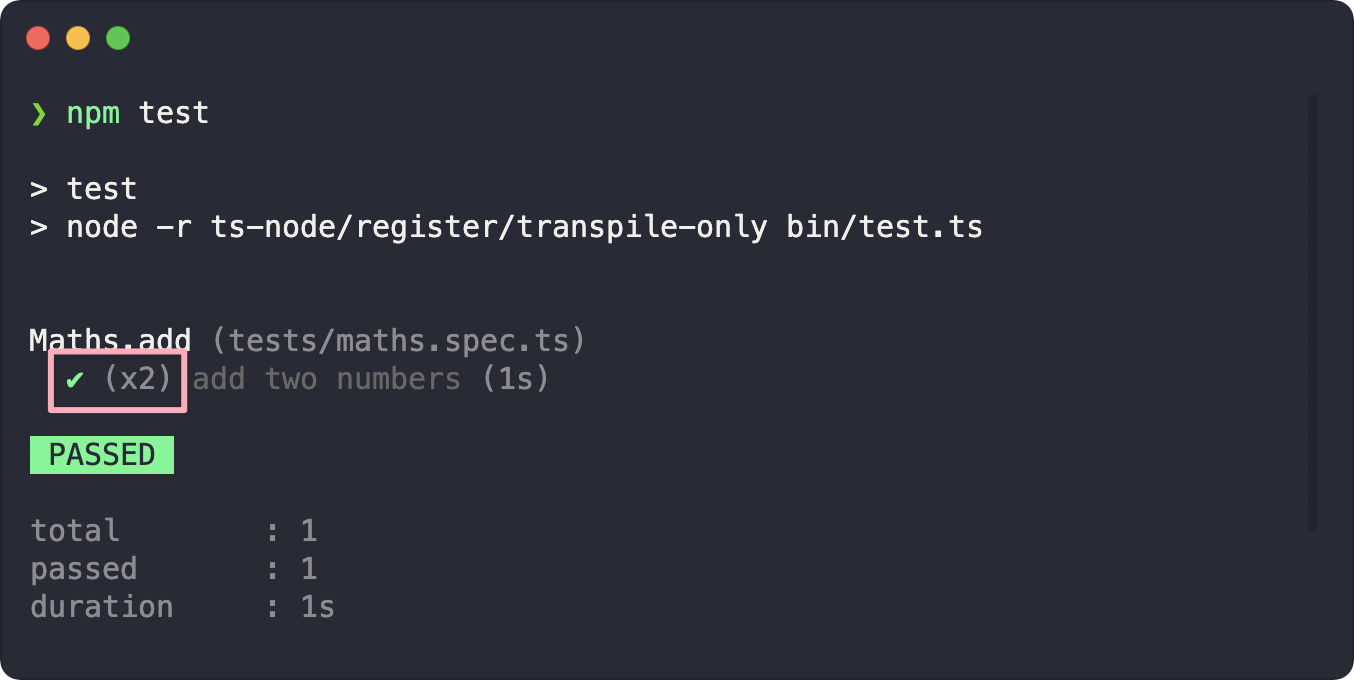 ❯ npm test
> test
> node -r ts-node/register/transpile-only bin/test.ts
Maths.add (tests/maths.spec.ts)
✔ (x2) add two numbers (1s)
PASSED
total : 1
passed : 1
duration : 1s